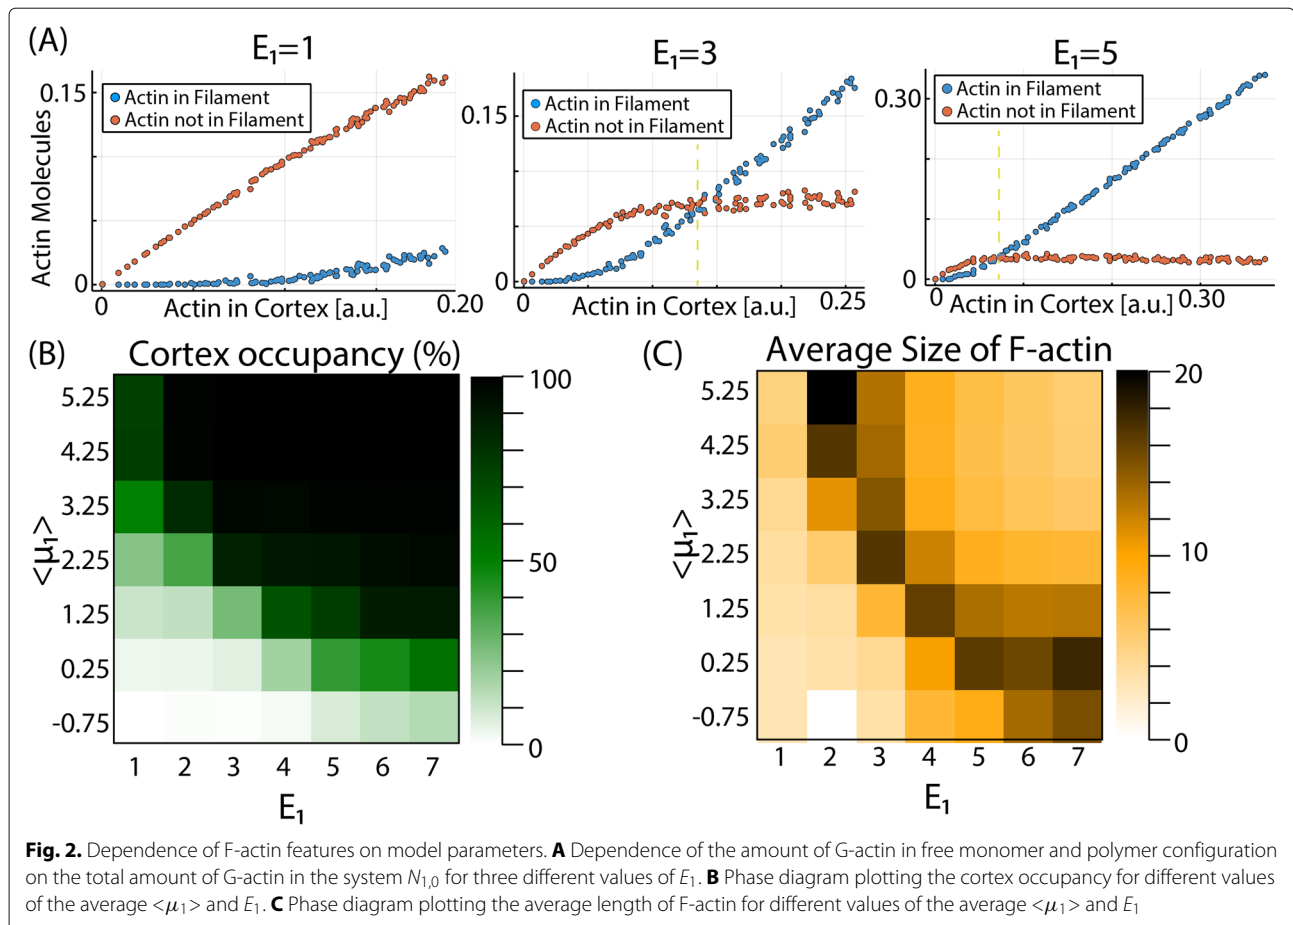 (A)
E₁=1
E₁=3
E₁=5
Actin Molecules
0.15
0
Actin in Filament
Actin not in Filament
0
Actin in Cortex [a.u.]
0.20
0.15
0
Actin in Filament
Actin not in Filament
0
Actin in Cortex [a.u.]
0.25
0.30
0
Actin in Filament
Actin not in Filament
0
Actin in Cortex [a.u.]
0.30
(B)
Cortex occupancy (%)
<μ₁>
5.25
4.25
3.25
2.25
1.25
0.25
-0.75
1 2 3 4 5 6 7
E₁
100
50
0
(C)
Average Size of F-actin
<μ₁>
5.25
4.25
3.25
2.25
1.25
0.25
-0.75
1 2 3 4 5 6 7
E₁
20
10
0
Fig. 2. Dependence of F-actin features on model parameters. A Dependence of the amount of G-actin in free monomer and polymer configuration
on the total amount of G-actin in the system N₁,₀ for three different values of E₁. B Phase diagram plotting the cortex occupancy for different values
of the average <μ₁> and E₁. C Phase diagram plotting the average length of F-actin for different values of the average <μ₁> and E₁